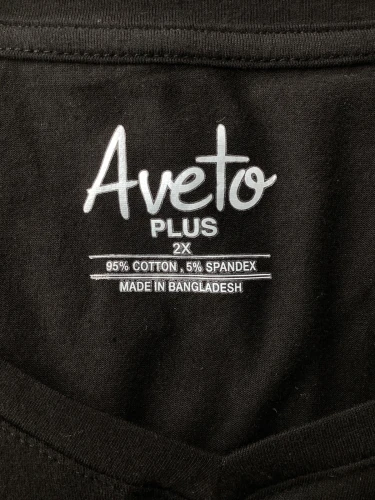 Aveto
PLUS
2X
95% COTTON , 5% SPANDEX
MADE IN BANGLADESH